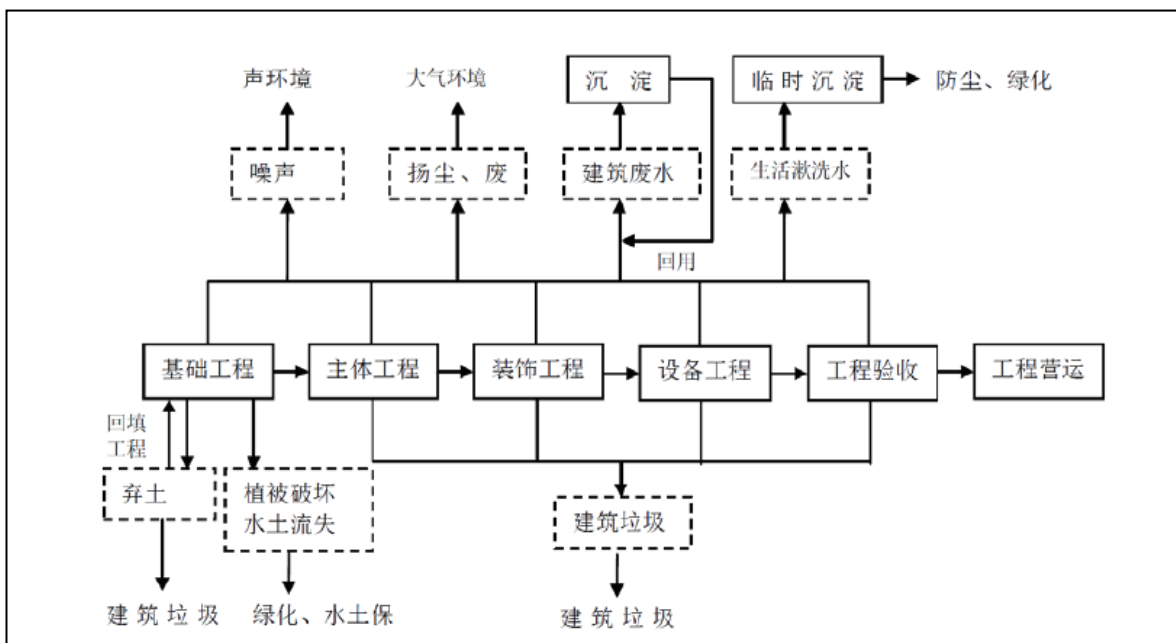 声环境
大气环境
沉 淀
临时沉淀
防尘、绿化
噪声
扬尘、废
建筑废水
生活漱洗水
回用
基础工程
主体工程
装饰工程
设备工程
工程验收
工程营运
回填
工程
弃土
植被破坏
水土流失
建筑垃圾
建筑垃圾
绿化、水土保
建筑垃圾